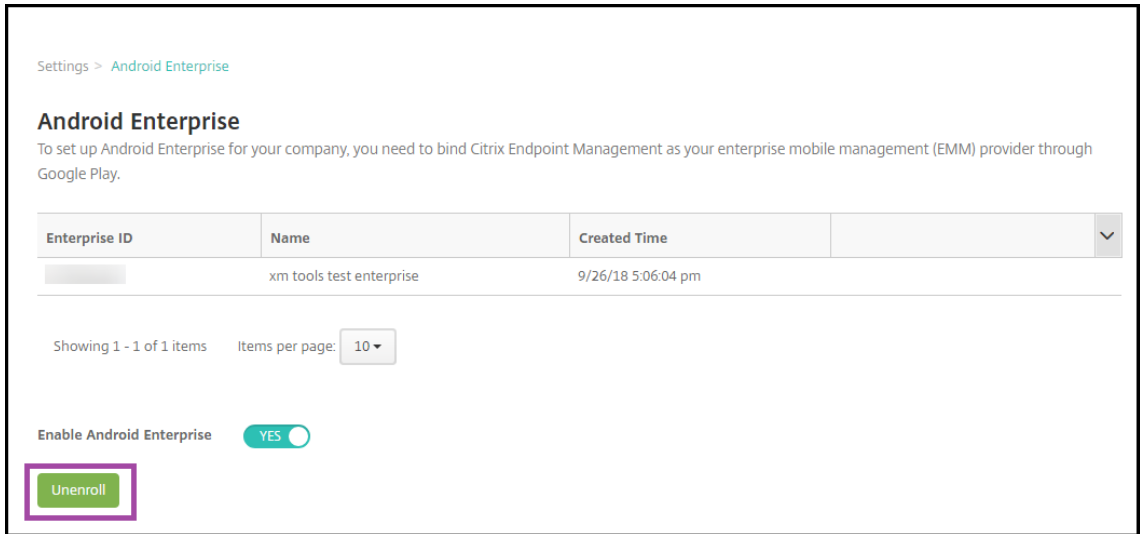 Settings > Android Enterprise
Android Enterprise
To set up Android Enterprise for your company, you need to bind Citrix Endpoint Management as your enterprise mobile management (EMM) provider through
Google Play.
Enterprise ID Name Created Time
xm tools test enterprise 9/26/18 5:06:04 pm
Showing 1 - 1 of 1 items Items per page: 10
Enable Android Enterprise YES
Unenroll